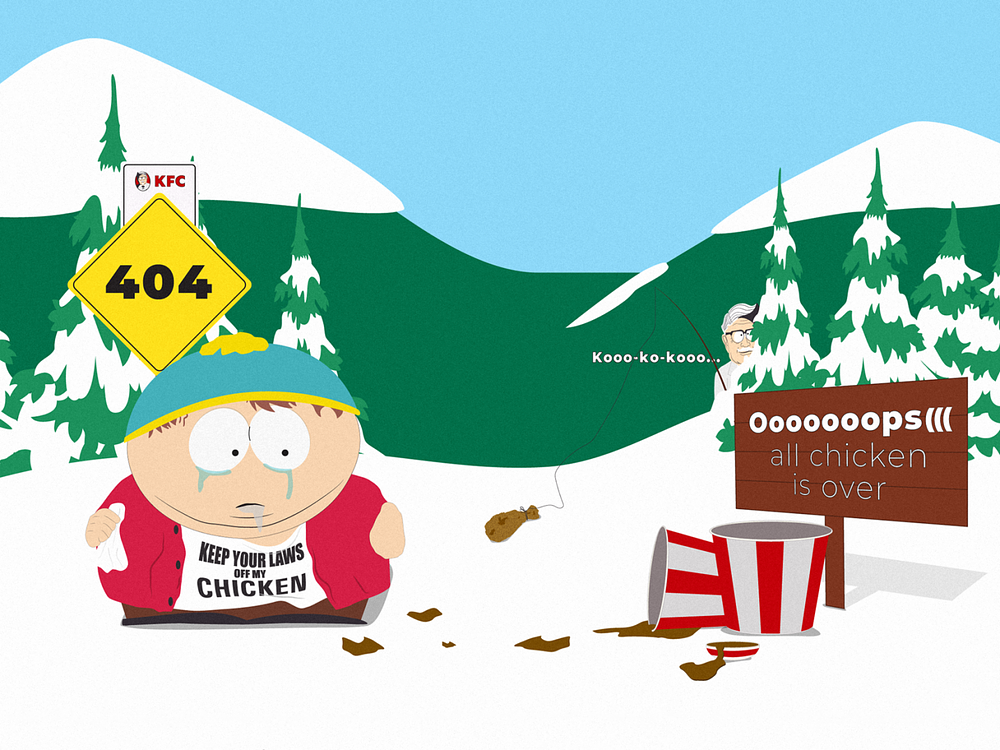 KFC
404
Kooo-ko-kooo...
Ooooooops(((
all chicken
is over
KEEP YOUR LAWS
OFF MY
CHICKEN